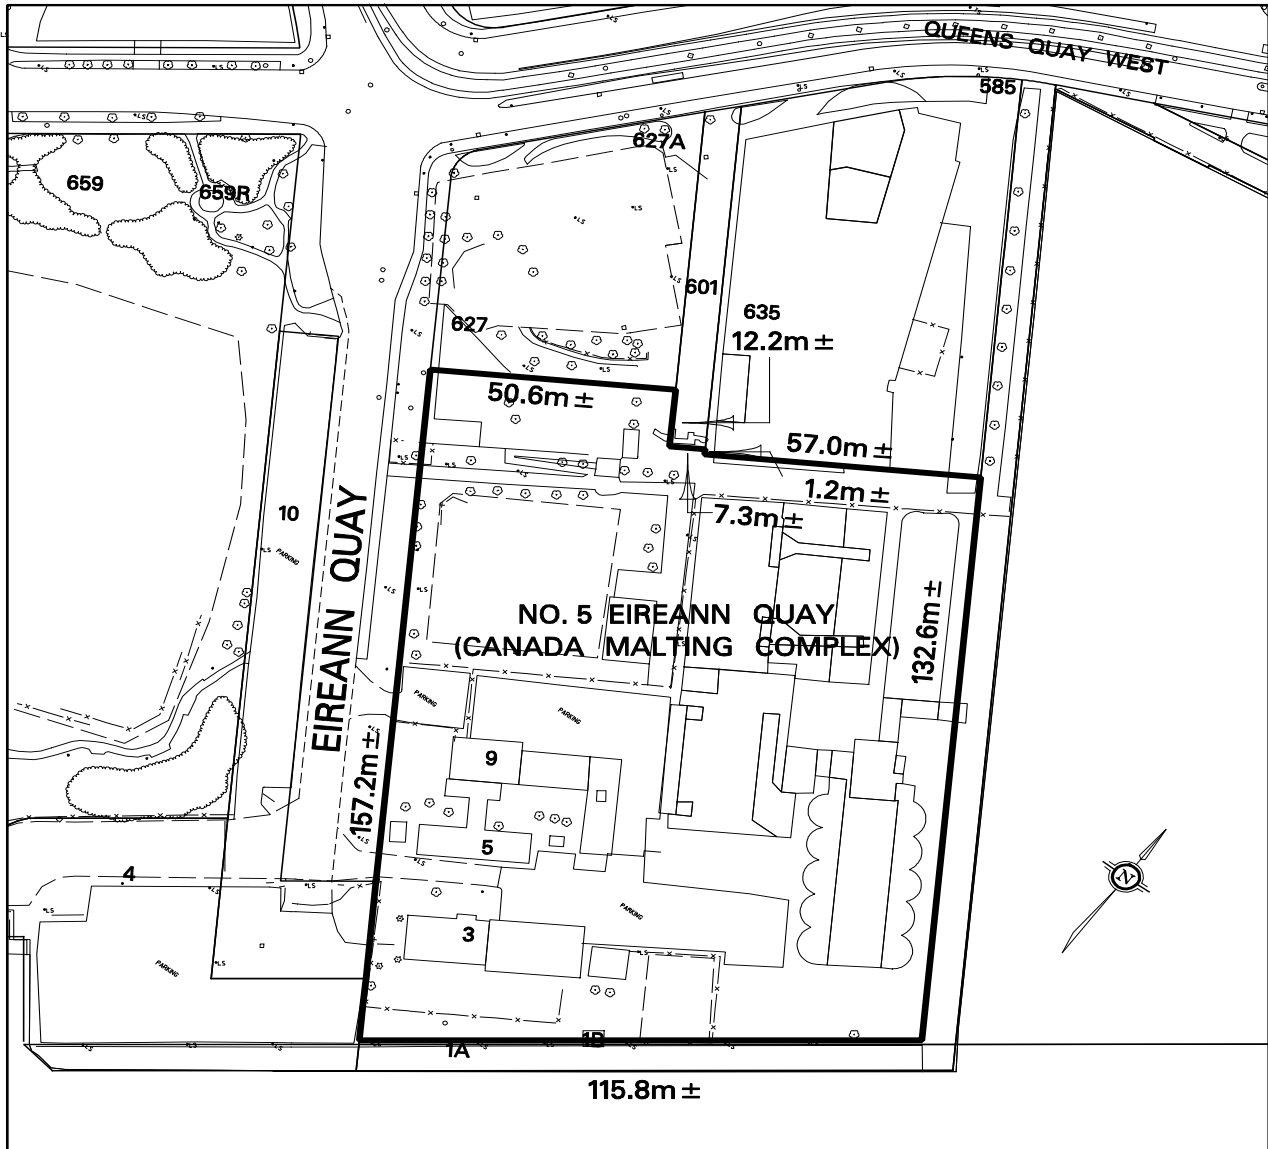 QUEENS QUAY WEST
585
627A
659
659R
601
635
627
12.2m ±
50.6m ±
57.0m ±
1.2m ±
7.3m ±
10
PARKING
EIREANN QUAY
NO. 5 EIREANN QUAY
(CANADA MALTING COMPLEX)
132.6m ±
PARKING
PARKING
157.2m ±
9
5
4
3
PARKING
PARKING
N
1A
1B
115.8m ±